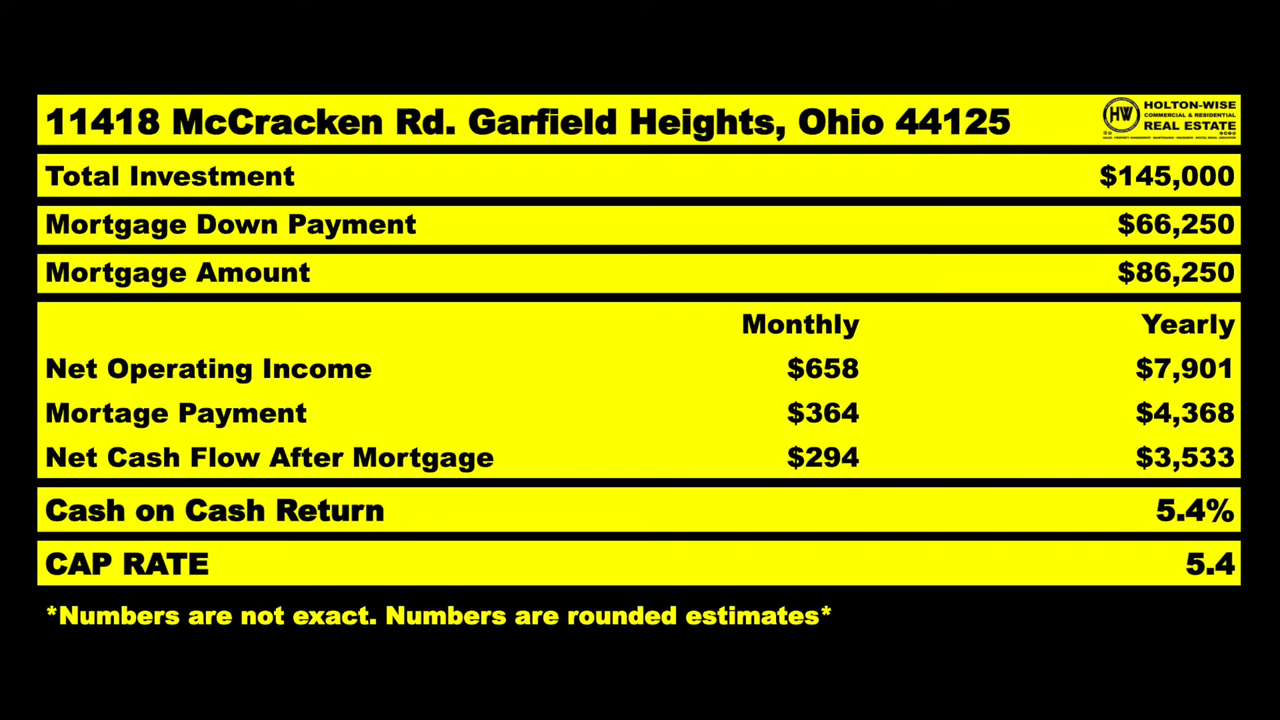 11418 McCracken Rd. Garfield Heights, Ohio 44125
HW
HOLTON-WISE
COMMERCIAL & RESIDENTIAL
REAL ESTATE
Total Investment $145,000
Mortgage Down Payment $66,250
Mortgage Amount $86,250
Monthly Yearly
Net Operating Income $658 $7,901
Mortage Payment $364 $4,368
Net Cash Flow After Mortgage $294 $3,533
Cash on Cash Return 5.4%
CAP RATE 5.4
*Numbers are not exact. Numbers are rounded estimates*